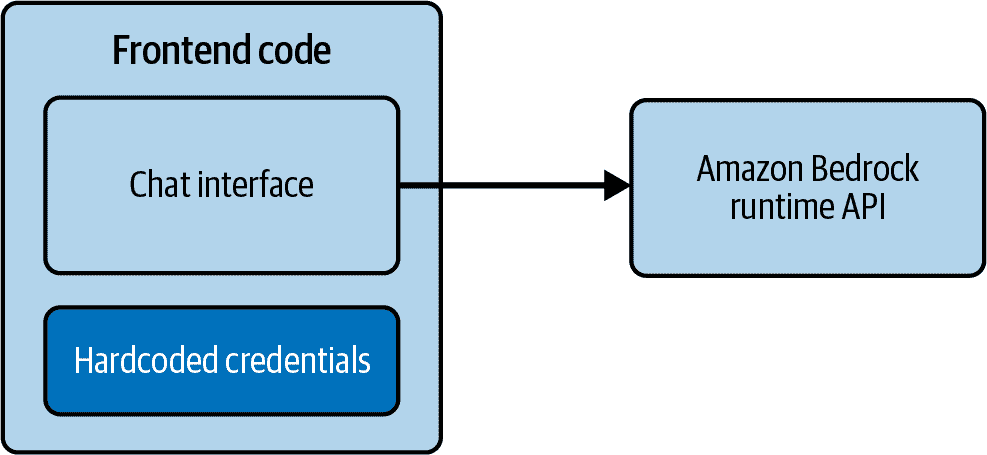 Frontend code
Chat interface
Hardcoded credentials
Amazon Bedrock
runtime API